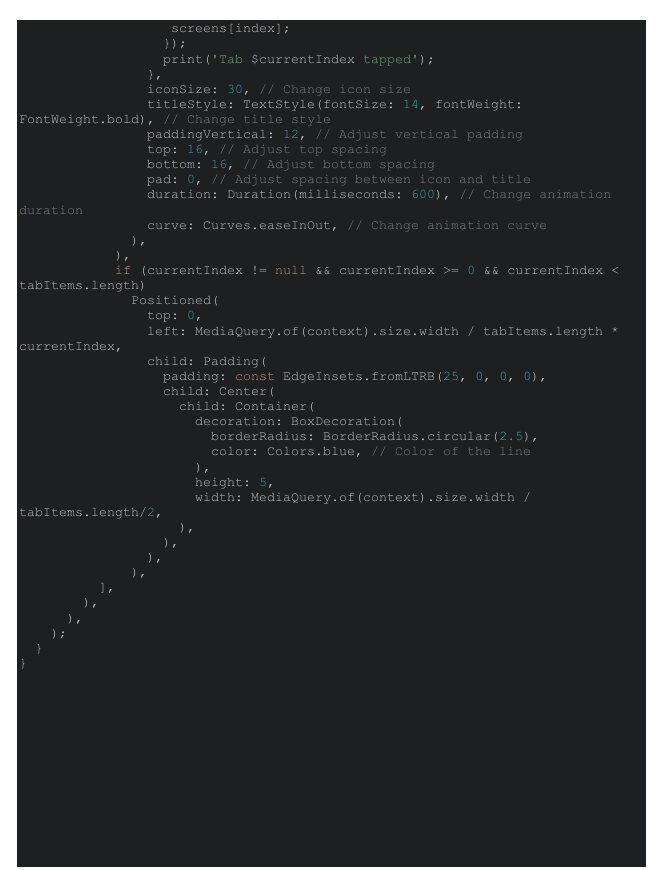 screens[index];
});
print('Tab $currentIndex tapped');
},
iconSize: 30, // Change icon size
titleStyle: TextStyle(fontSize: 14, fontWeight:
FontWeight.bold), // Change title style
paddingVertical: 12, // Adjust vertical padding
top: 16, // Adjust top spacing
bottom: 16, // Adjust bottom spacing
pad: 0, // Adjust spacing between icon and title
duration: Duration(milliseconds: 600), // Change animation
duration
curve: Curves.easeInOut, // Change animation curve
),
),
if (currentIndex != null && currentIndex >= 0 && currentIndex <
tabItems.length)
Positioned(
top: 0,
left: MediaQuery.of(context).size.width / tabItems.length *
currentIndex,
child: Padding(
padding: const EdgeInsets.fromLTRB(25, 0, 0, 0),
child: Center(
child: Container(
decoration: BoxDecoration(
borderRadius: BorderRadius.circular(2.5),
color: Colors.blue, // Color of the line
),
height: 5,
width: MediaQuery.of(context).size.width /
tabItems.length/2,
),
),
),
),
],
),
),
);
}
}